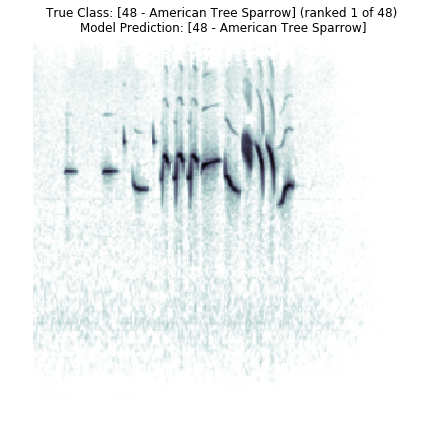 True Class: [48 - American Tree Sparrow] (ranked 1 of 48)
Model Prediction: [48 - American Tree Sparrow]